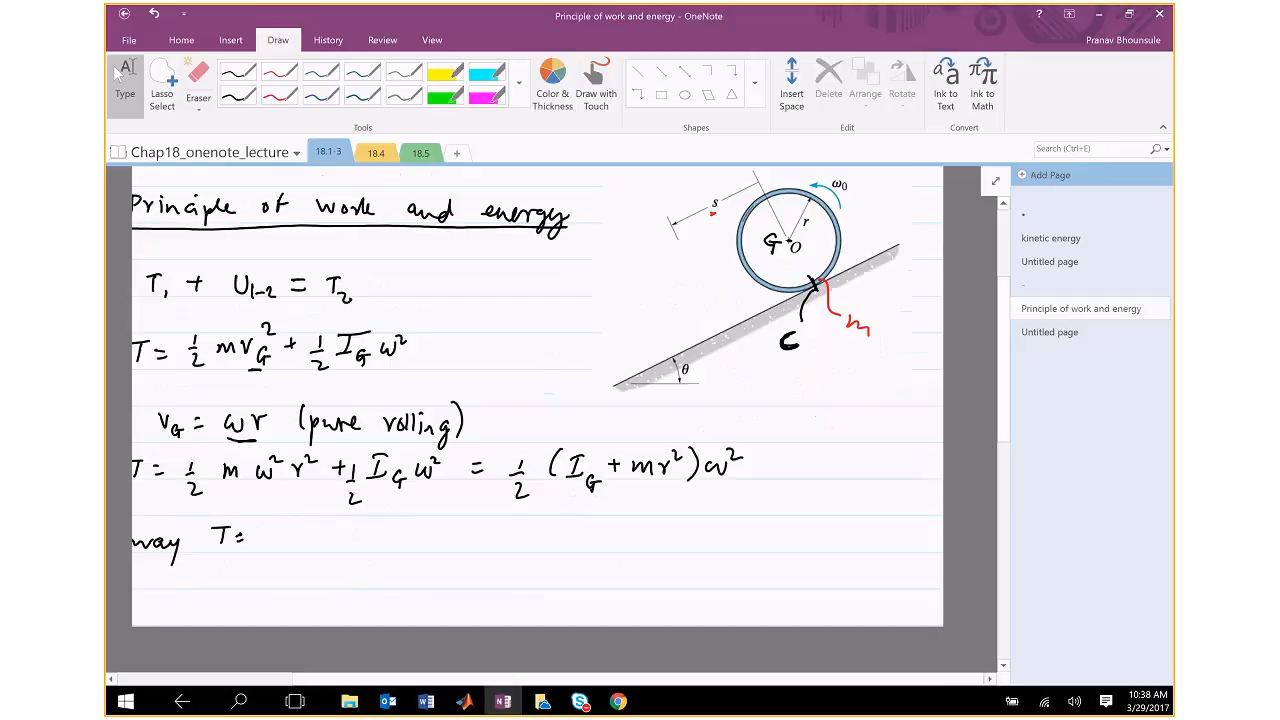 Principle of work and energy - OneNote
?
File Home Insert Draw History Review View
Pranav Bhounsule
Type
Lasso Select
Eraser
Color & Thickness
Draw with Touch
Insert Space
Delete
Arrange
Rotate
Ink to Text
Ink to Math
Tools
Shapes
Edit
Convert
Chap18_onenote_lecture
18.1-3
18.4
18.5
+
Search (Ctrl+E)
Add Page
kinetic energy
Untitled page
Principle of work and energy
Untitled page
Principle of work and energy
T₁ + U₁₋₂ = T₂
T = 1/2 m v_G² + 1/2 I_G ω²
v_G = ωr (pure rolling)
T = 1/2 m ω² r² + 1/2 I_G ω² = 1/2 (I_G + mr²) ω²
way T =
s
ω₀
r
G
O
C
m
θ
10:38 AM
3/29/2017